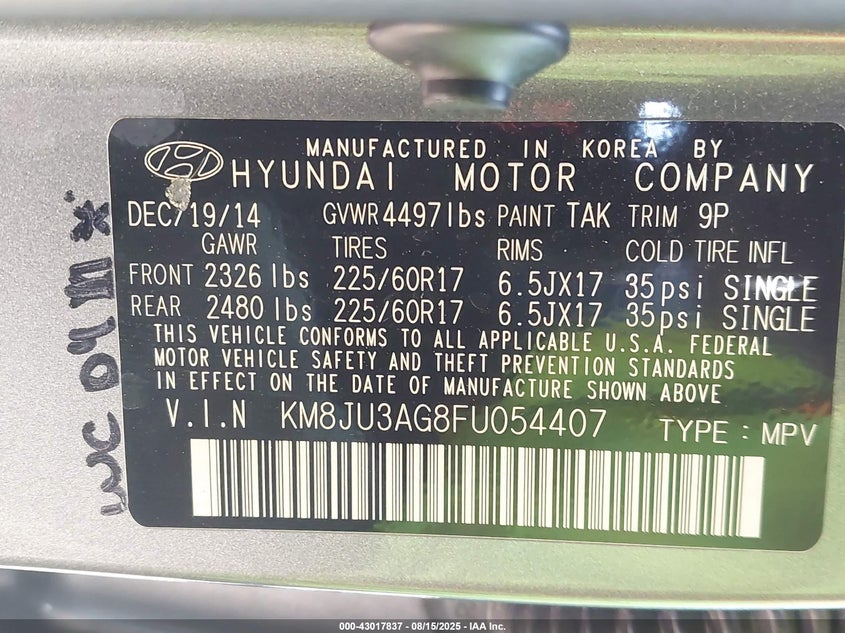 MANUFACTURED IN KOREA BY
HYUNDAI MOTOR COMPANY
DEC/19/14 GVWR 4497lbs PAINT TAK TRIM 9P
GAWR TIRES RIMS COLD TIRE INFL
FRONT 2326 lbs 225/60R17 6.5JX17 35psi SINGLE
REAR 2480 lbs 225/60R17 6.5JX17 35psi SINGLE
THIS VEHICLE CONFORMS TO ALL APPLICABLE U.S.A. FEDERAL
MOTOR VEHICLE SAFETY AND THEFT PREVENTION STANDARDS
IN EFFECT ON THE DATE OF MANUFACTURE SHOWN ABOVE
V.I.N KM8JU3AG8FU054407 TYPE : MPV
000-43017837 - 08/15/2025 - IAA Inc.